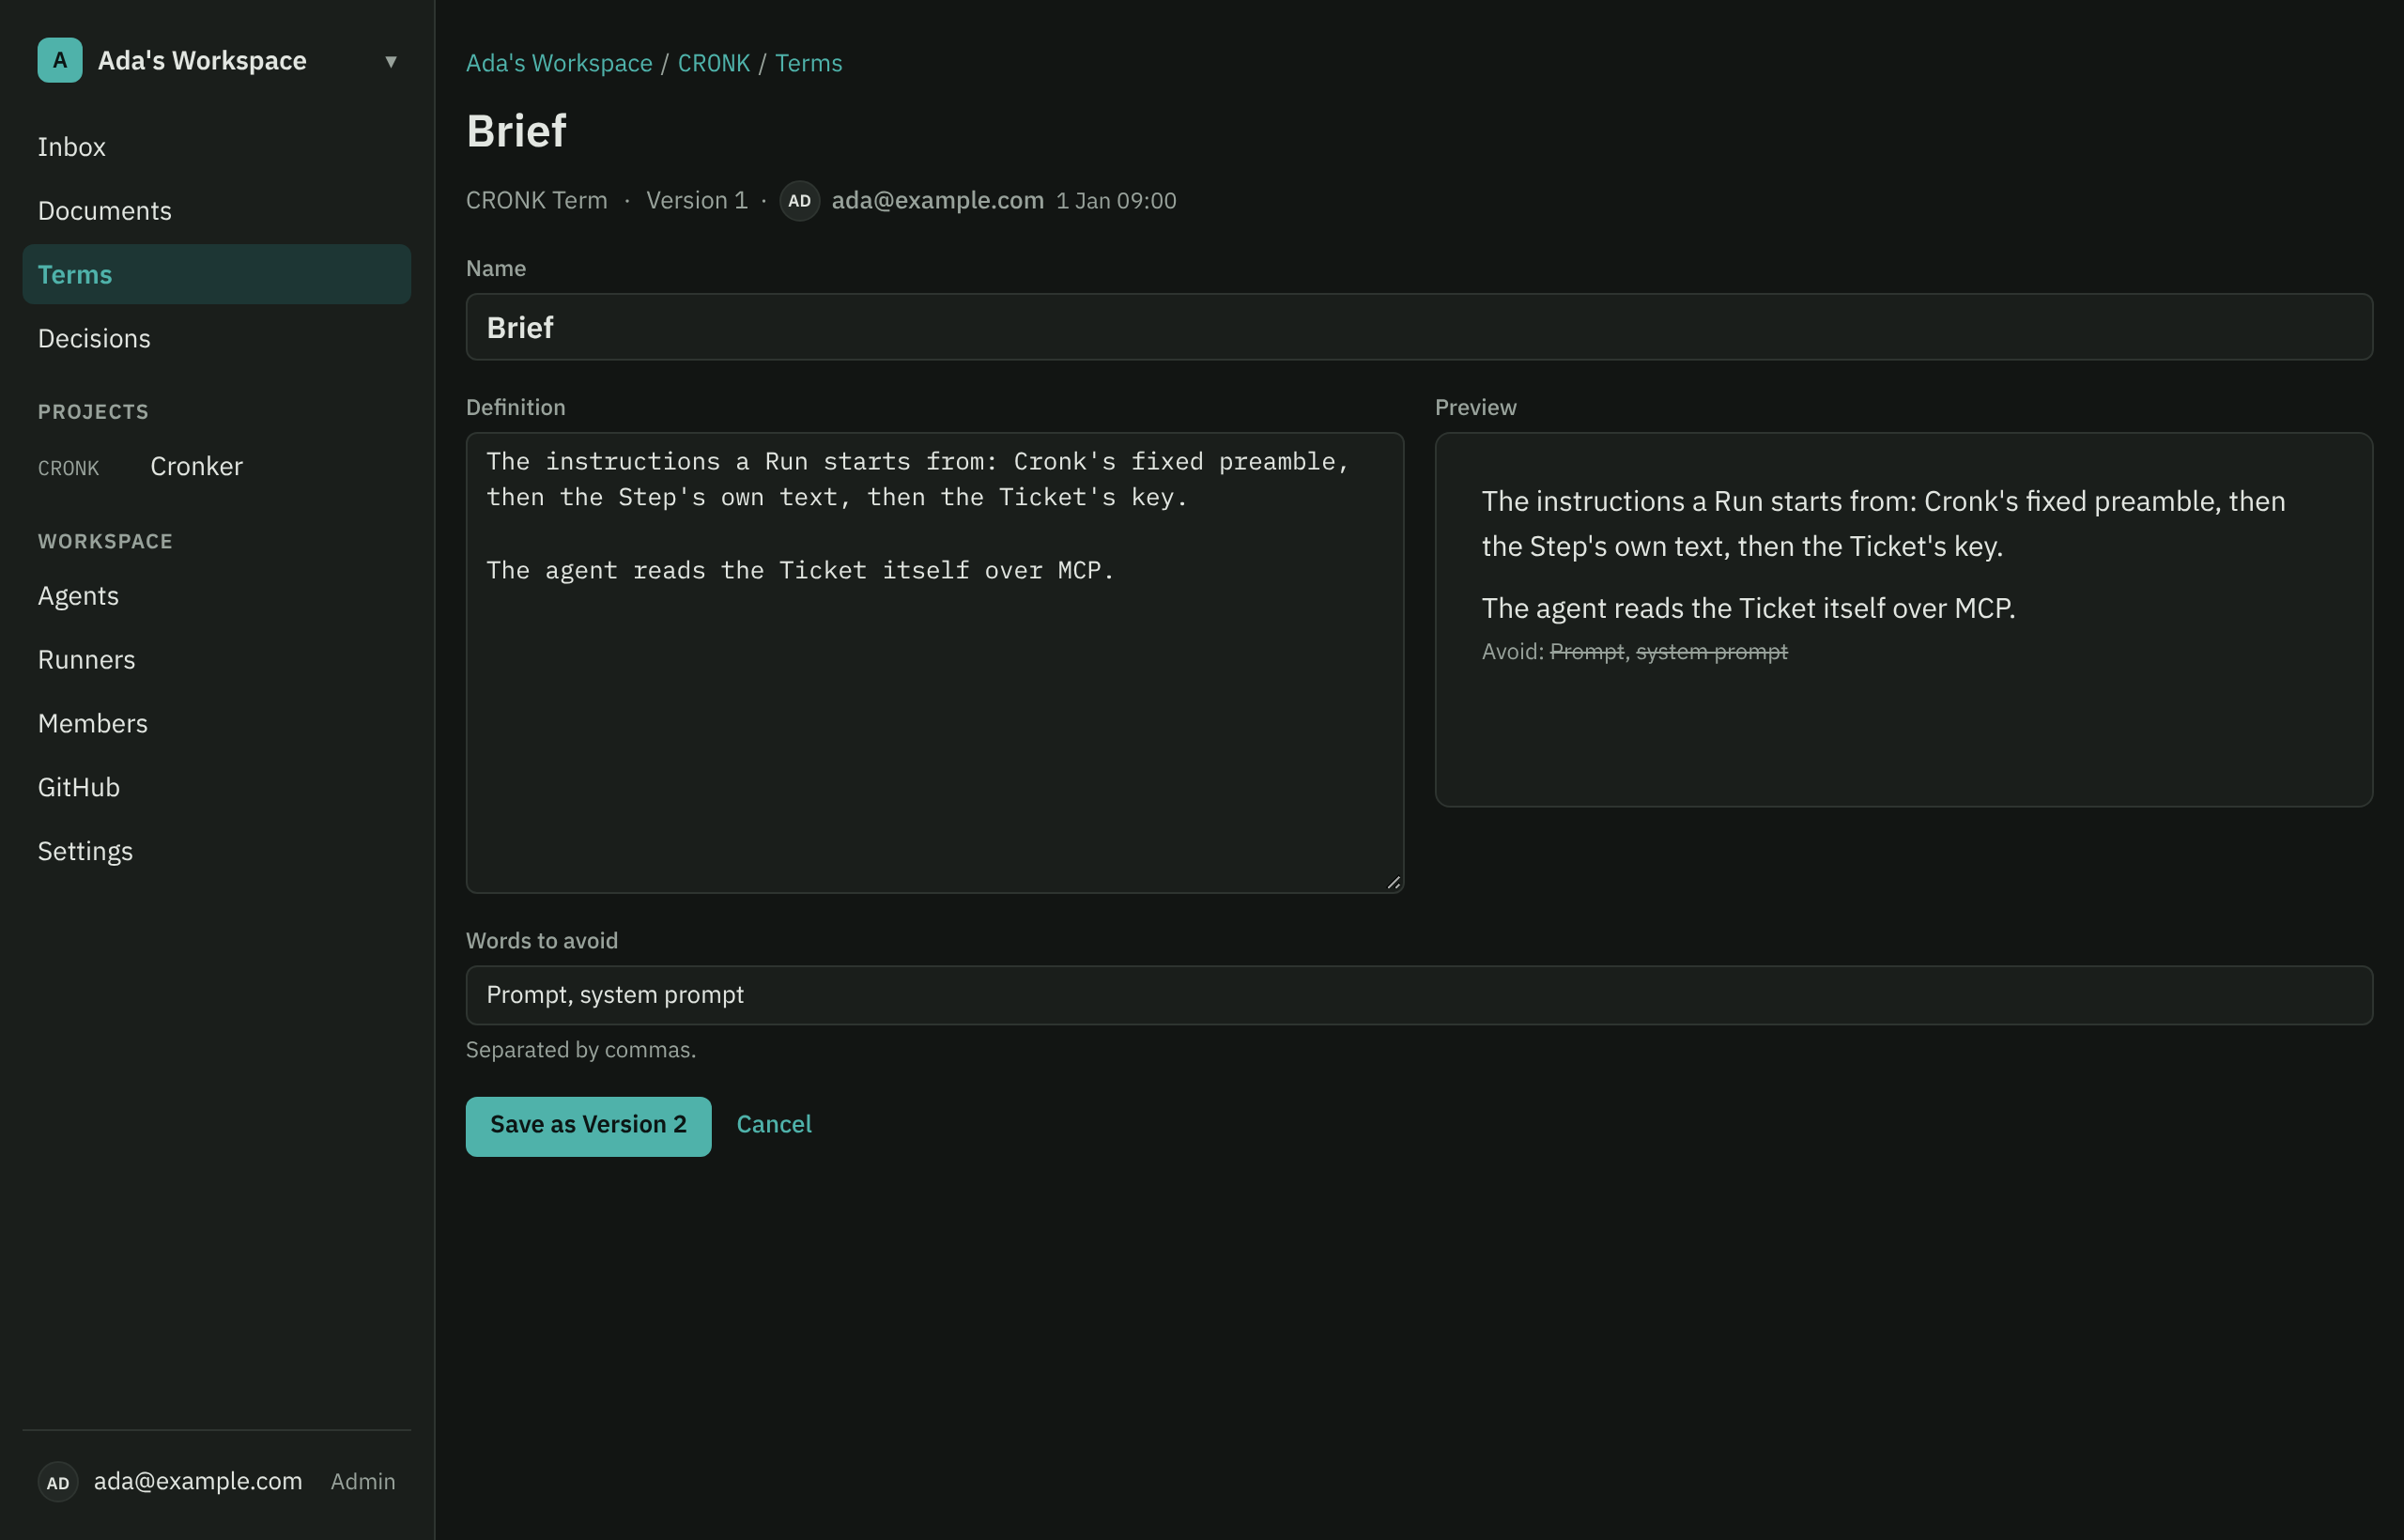 A Ada's Workspace ▼
Inbox
Documents
Terms
Decisions
PROJECTS
CRONK Cronker
WORKSPACE
Agents
Runners
Members
GitHub
Settings
AD ada@example.com Admin
Ada's Workspace / CRONK / Terms
Brief
CRONK Term · Version 1 · AD ada@example.com 1 Jan 09:00
Name
Brief
Definition
The instructions a Run starts from: Cronk's fixed preamble,
then the Step's own text, then the Ticket's key.
The agent reads the Ticket itself over MCP.
Preview
The instructions a Run starts from: Cronk's fixed preamble, then
the Step's own text, then the Ticket's key.
The agent reads the Ticket itself over MCP.
Avoid: Prompt, system prompt
Words to avoid
Prompt, system prompt
Separated by commas.
Save as Version 2 Cancel